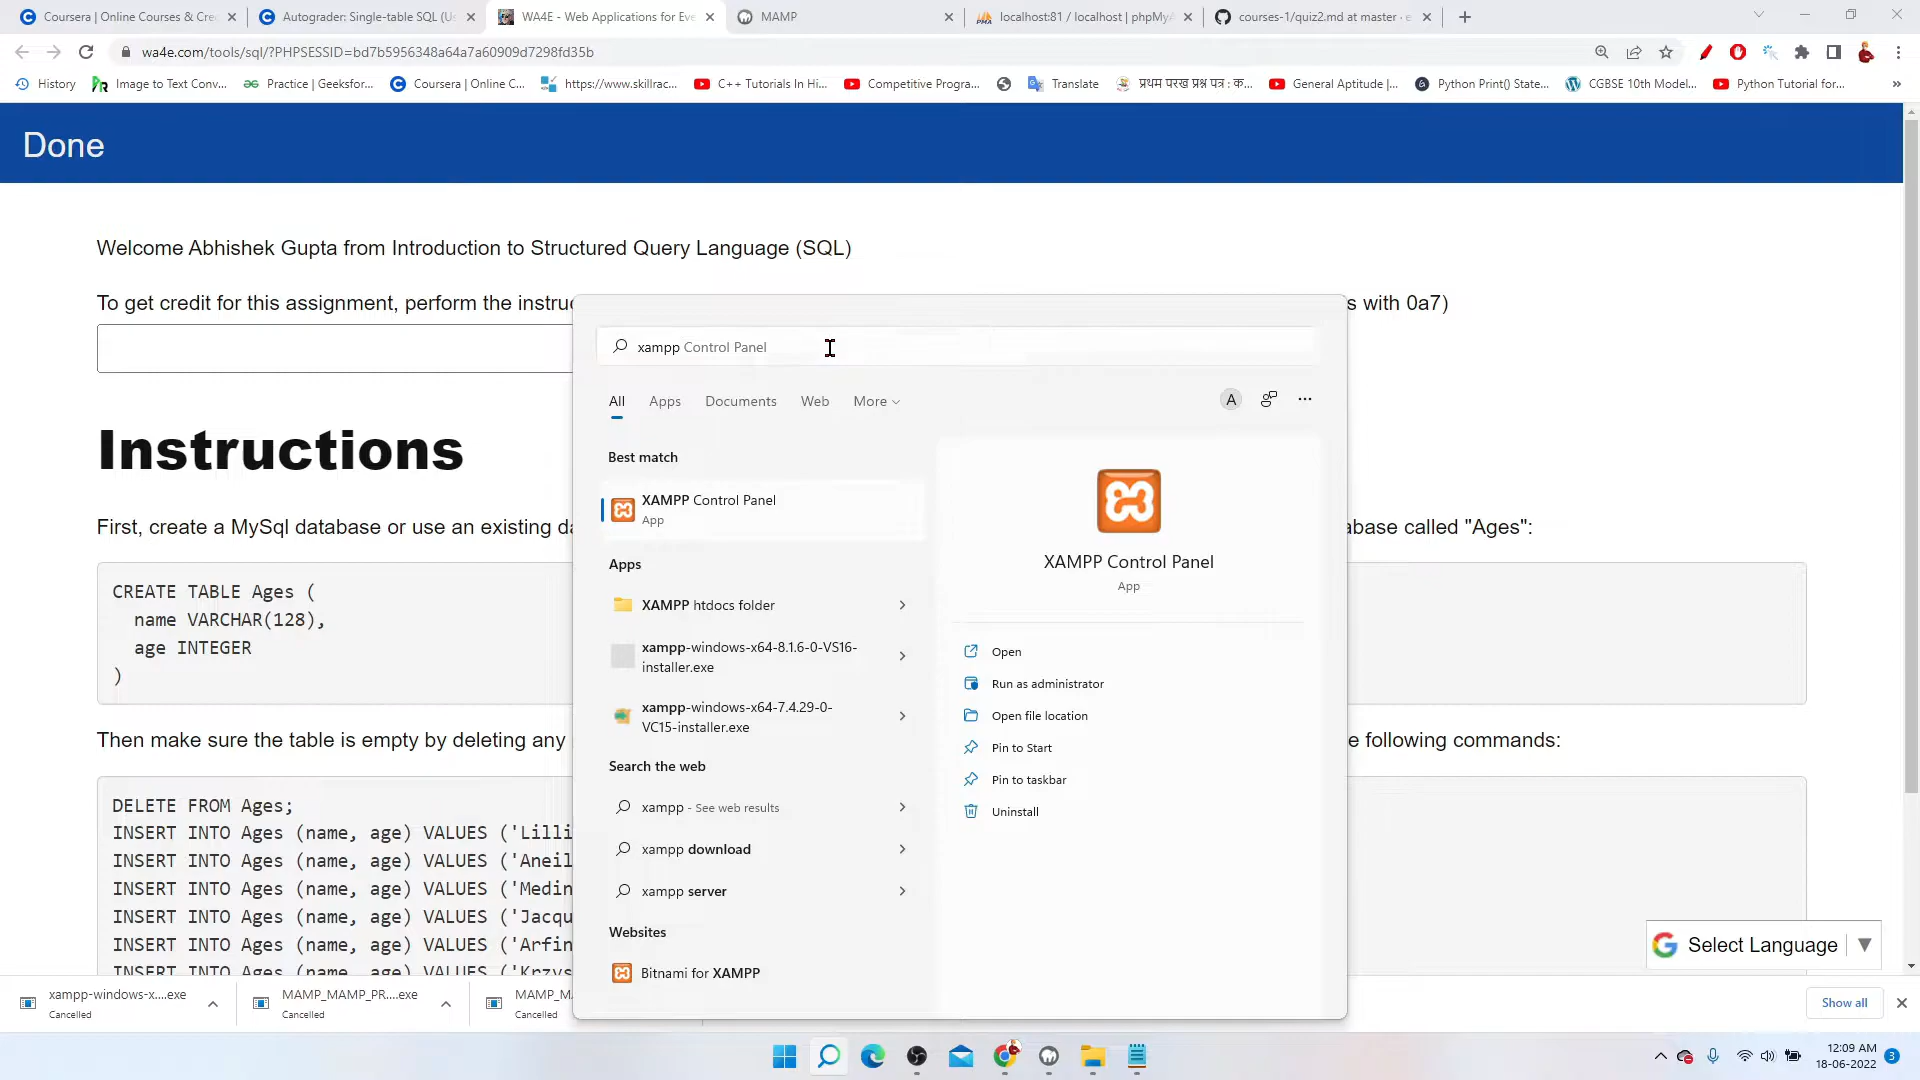 Coursera | Online Courses & Cre
Autograder: Single-table SQL (U
WA4E - Web Applications for Eve
MAMP
localhost:81 / localhost | phpMyA
courses-1/quiz2.md at master · e
wa4e.com/tools/sql/?PHPSESSID=bd7b5956348a64a7a60909d7298fd35b
History
Image to Text Conv...
Practice | Geeksfor...
Coursera | Online C...
https://www.skillrac...
C++ Tutorials In Hi...
Competitive Progra...
Translate
प्रथम परख प्रश्न पत्र : क...
General Aptitude |...
Python Print() State...
CGBSE 10th Model...
Python Tutorial for...
Done
Welcome Abhishek Gupta from Introduction to Structured Query Language (SQL)
To get credit for this assignment, perform the instruc
s with 0a7)
xampp Control Panel
All
Apps
Documents
Web
More
A
Instructions
Best match
XAMPP Control Panel
App
XAMPP Control Panel
App
First, create a MySql database or use an existing da
abase called "Ages":
CREATE TABLE Ages (
name VARCHAR(128),
age INTEGER
)
Apps
XAMPP htdocs folder
xampp-windows-x64-8.1.6-0-VS16-
installer.exe
xampp-windows-x64-7.4.29-0-
VC15-installer.exe
Open
Run as administrator
Open file location
Pin to Start
Pin to taskbar
Uninstall
Then make sure the table is empty by deleting any
e following commands:
Search the web
xampp - See web results
xampp download
xampp server
Websites
Bitnami for XAMPP
DELETE FROM Ages;
INSERT INTO Ages (name, age) VALUES ('Lilli
INSERT INTO Ages (name, age) VALUES ('Aneil
INSERT INTO Ages (name, age) VALUES ('Medin
INSERT INTO Ages (name, age) VALUES ('Jacqu
INSERT INTO Ages (name, age) VALUES ('Arfin
INSERT INTO Ages (name, age) VALUES ('Krzys
Select Language
xampp-windows-x....exe
Cancelled
MAMP_MAMP_PR....exe
Cancelled
MAMP_MA
Cancelled
Show all
12:09 AM
18-06-2022
3